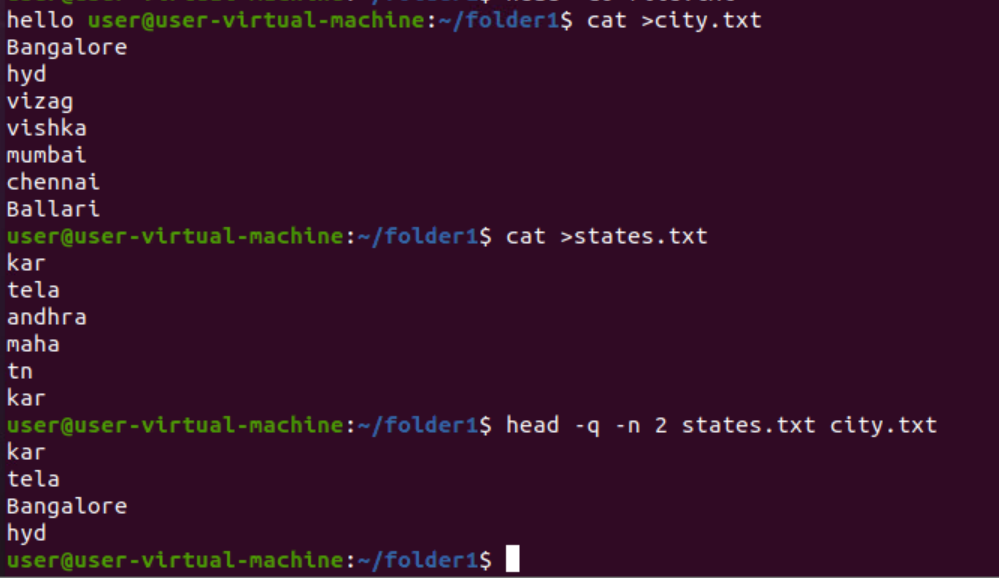 hello user@user-virtual-machine:~/folder1$ cat >city.txt
Bangalore
hyd
vizag
vishka
mumbai
chennai
Ballari
user@user-virtual-machine:~/folder1$ cat >states.txt
kar
tela
andhra
maha
tn
kar
user@user-virtual-machine:~/folder1$ head -q -n 2 states.txt city.txt
kar
tela
Bangalore
hyd
user@user-virtual-machine:~/folder1$